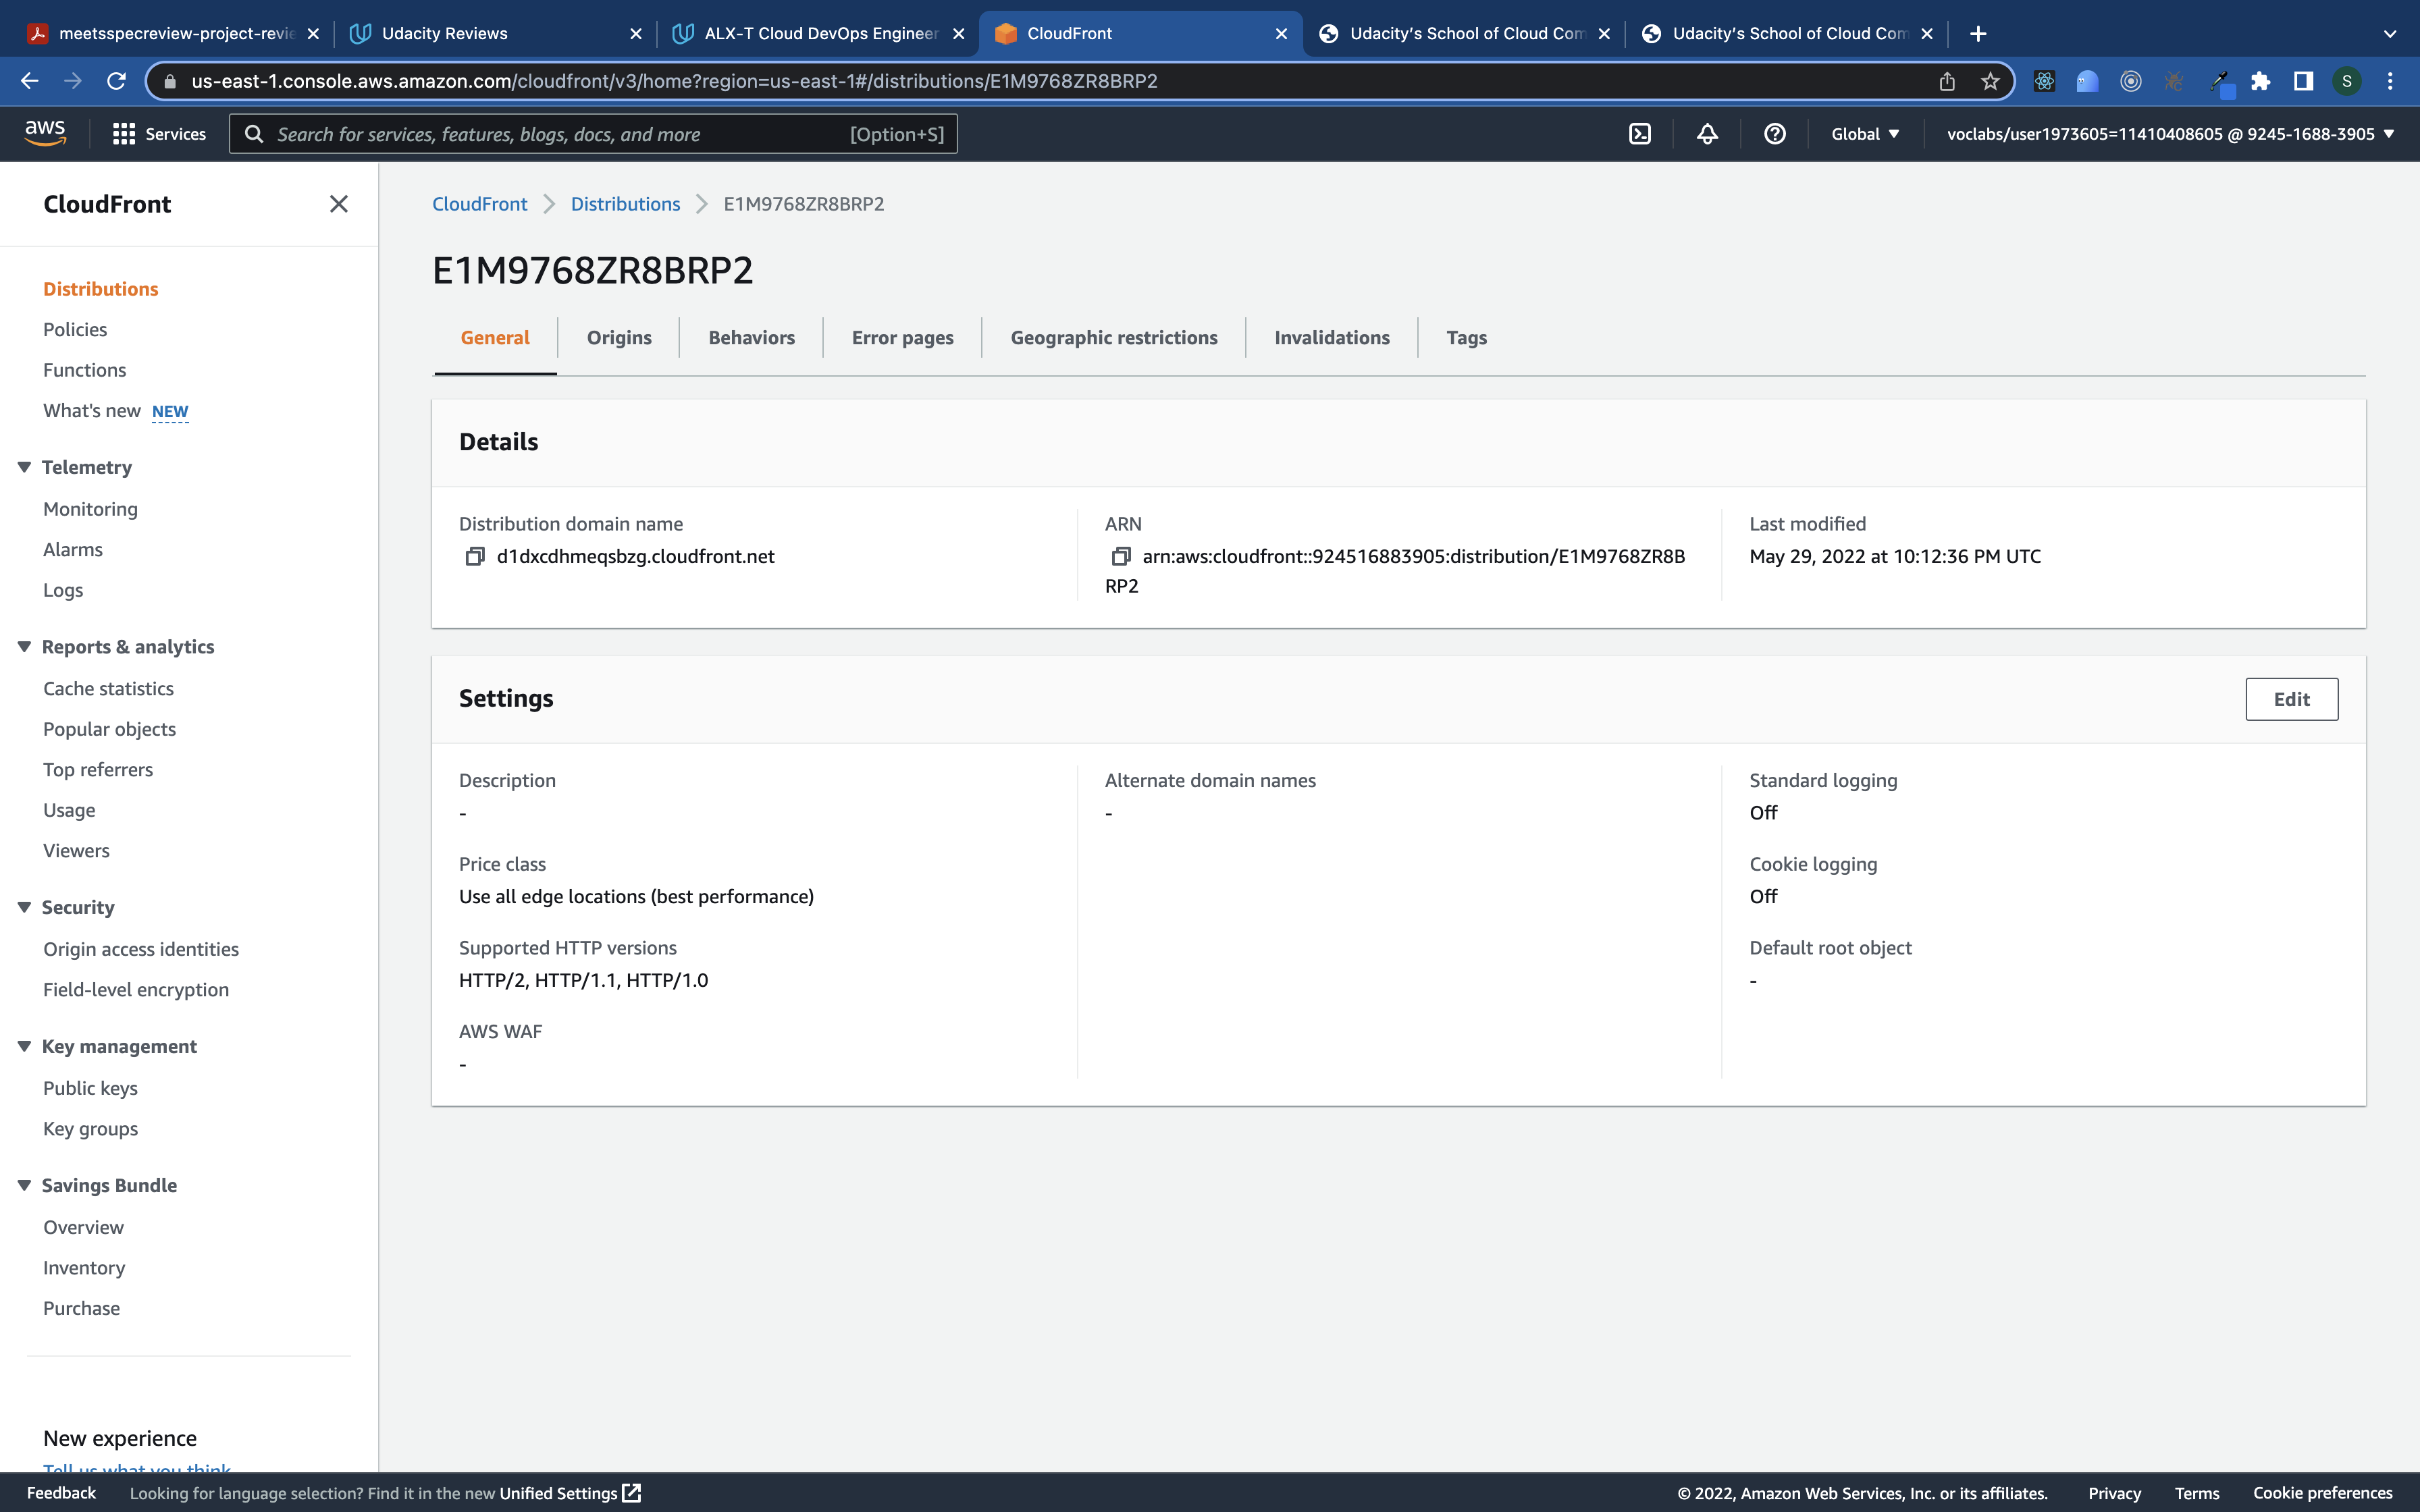 meetsspecreview-project-revie
Udacity Reviews
ALX-T Cloud DevOps Engineer
CloudFront
Udacity's School of Cloud Com
Udacity's School of Cloud Com
us-east-1.console.aws.amazon.com/cloudfront/v3/home?region=us-east-1#/distributions/E1M9768ZR8BRP2
S
aws
Services
Search for services, features, blogs, docs, and more
[Option+S]
Global
voclabs/user1973605=11410408605 @ 9245-1688-3905
CloudFront
Distributions
Policies
Functions
What's new NEW
Telemetry
Monitoring
Alarms
Logs
Reports & analytics
Cache statistics
Popular objects
Top referrers
Usage
Viewers
Security
Origin access identities
Field-level encryption
Key management
Public keys
Key groups
Savings Bundle
Overview
Inventory
Purchase
New experience
Tell us what you think
CloudFront
Distributions
E1M9768ZR8BRP2
E1M9768ZR8BRP2
General
Origins
Behaviors
Error pages
Geographic restrictions
Invalidations
Tags
Details
Distribution domain name
d1dxcdhmeqsbzg.cloudfront.net
ARN
arn:aws:cloudfront::924516883905:distribution/E1M9768ZR8B
RP2
Last modified
May 29, 2022 at 10:12:36 PM UTC
Settings
Edit
Description
-
Price class
Use all edge locations (best performance)
Supported HTTP versions
HTTP/2, HTTP/1.1, HTTP/1.0
AWS WAF
-
Alternate domain names
-
Standard logging
Off
Cookie logging
Off
Default root object
-
Feedback
Looking for language selection? Find it in the new Unified Settings
© 2022, Amazon Web Services, Inc. or its affiliates.
Privacy
Terms
Cookie preferences